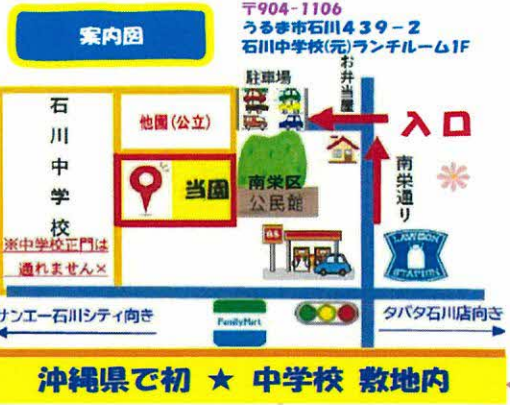 案内図
〒904-1106
うるま市石川439-2
石川中学校(元)ランチルーム1F
お弁当屋
駐車場
石川中学校
他園(公立)
入口
当園
南栄区
公民館
南栄通り
※中学校正門は
通れません×
GS
LAWSON
STATION
サンエー石川シティ向き
FamilyMart
タバタ石川店向き
沖縄県で初 ★ 中学校 敷地内